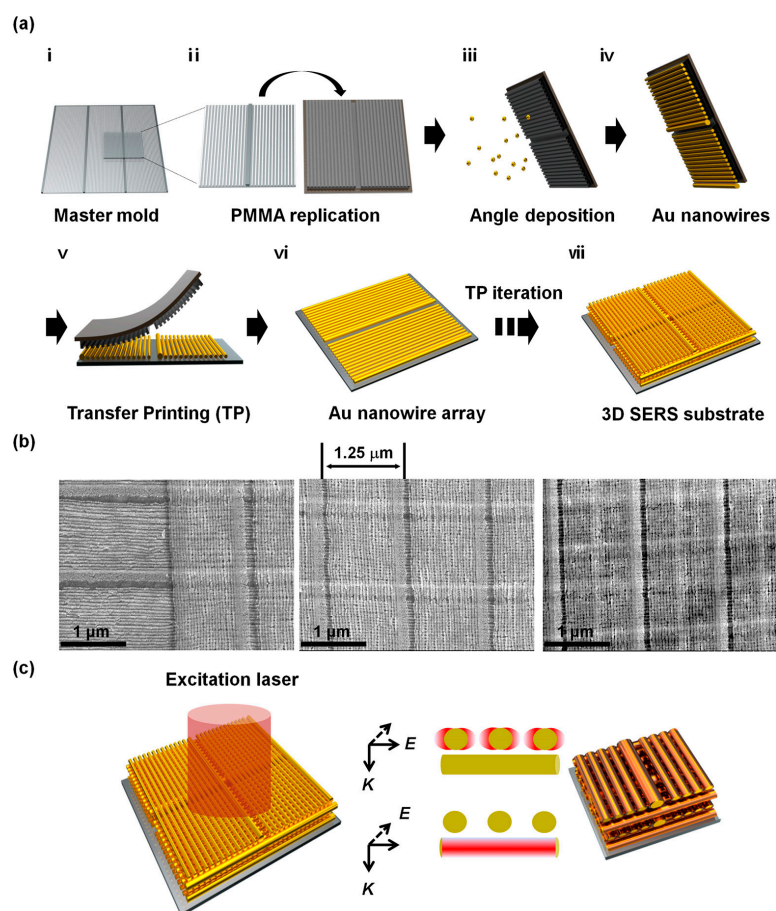 (a)
i
ii
iii
iv
Master mold
PMMA replication
Angle deposition
Au nanowires
v
vi
TP iteration
vii
Transfer Printing (TP)
Au nanowire array
3D SERS substrate
(b)
1.25 μm
1 μm
1 μm
1 μm
(c)
Excitation laser
E
K
E
K